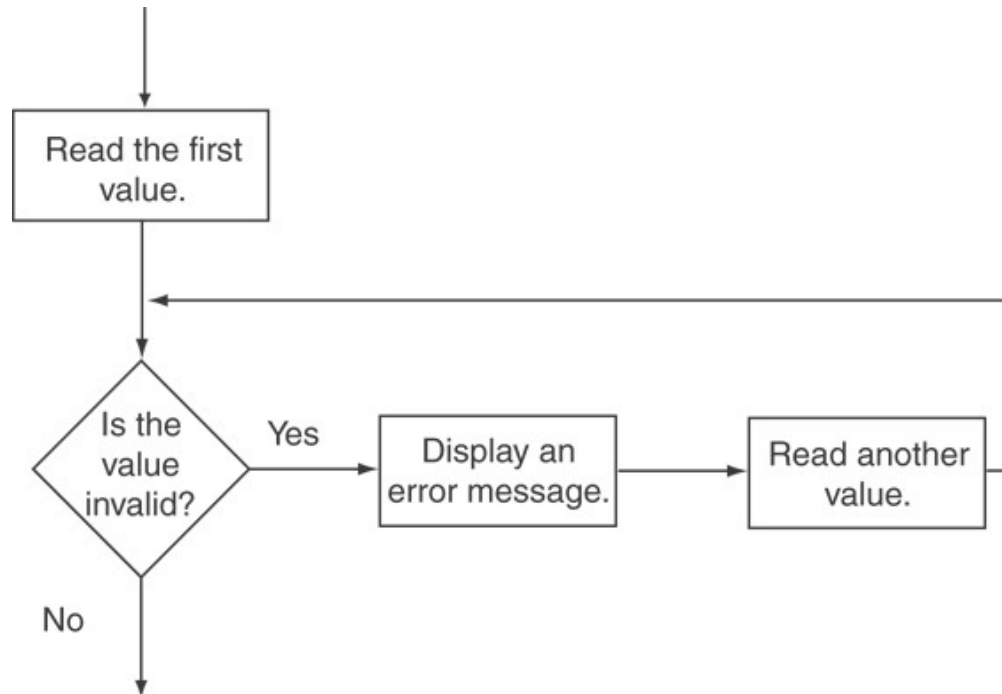 Read the first
value.
Is the
value
invalid?
Yes
Display an
error message.
Read another
value.
No